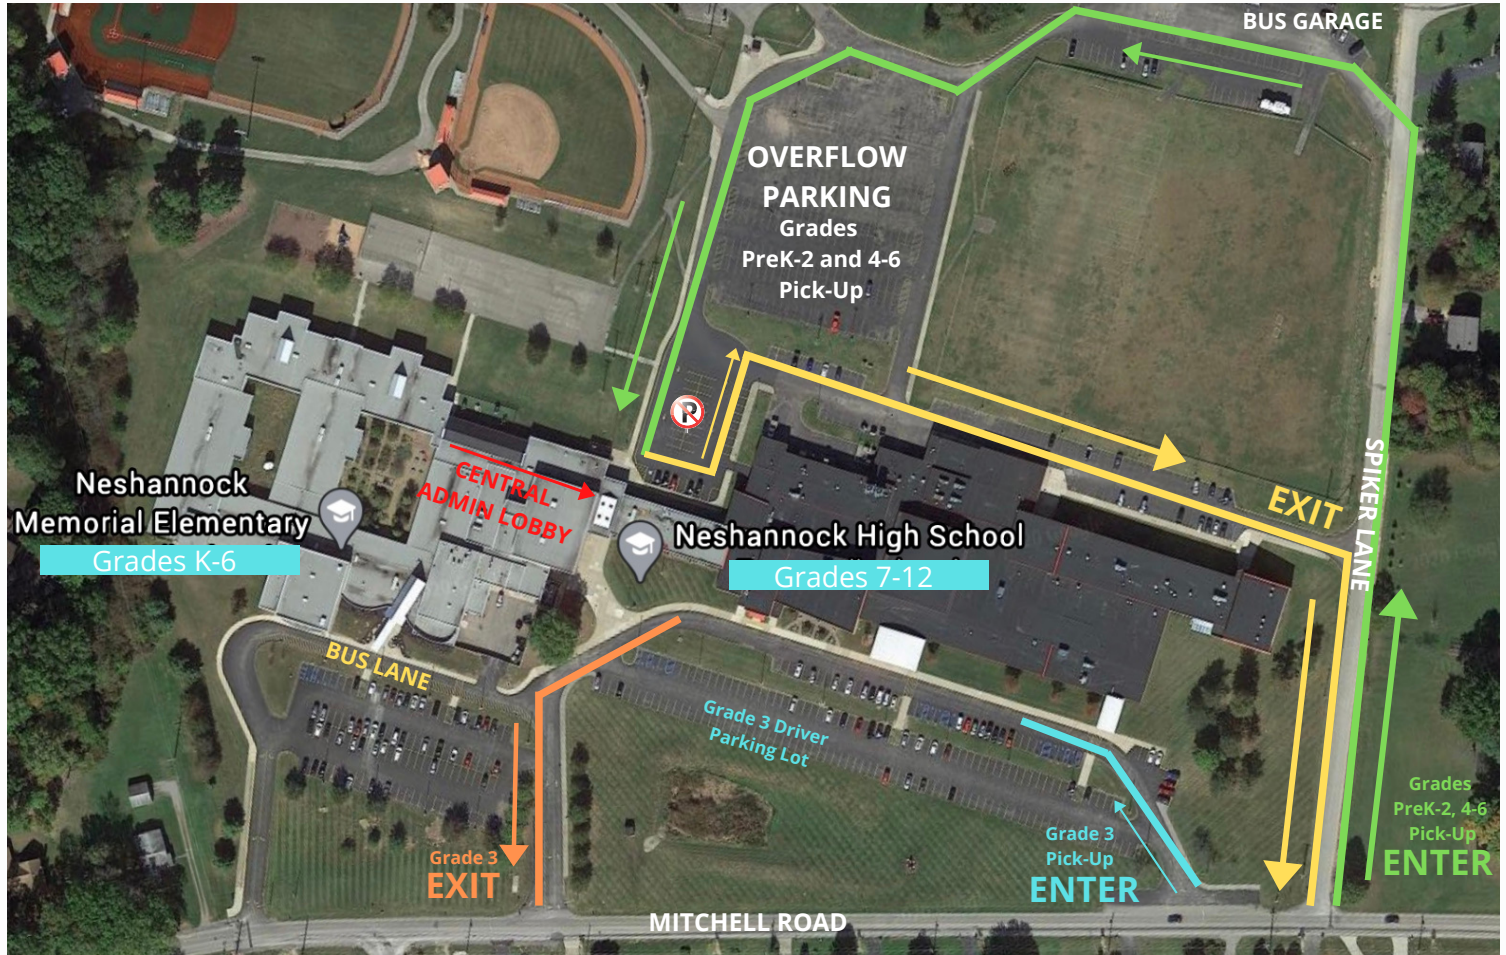 BUS GARAGE
OVERFLOW
PARKING
Grades
PreK-2 and 4-6
Pick-Up
P
CENTRAL
ADMIN LOBBY
Neshannock
Memorial Elementary
Grades K-6
Neshannock High School
Grades 7-12
EXIT
SPIKER LANE
BUS LANE
Grade 3 Driver
Parking Lot
Grade 3
EXIT
Grade 3
Pick-Up
ENTER
Grades
PreK-2, 4-6
Pick-Up
ENTER
MITCHELL ROAD